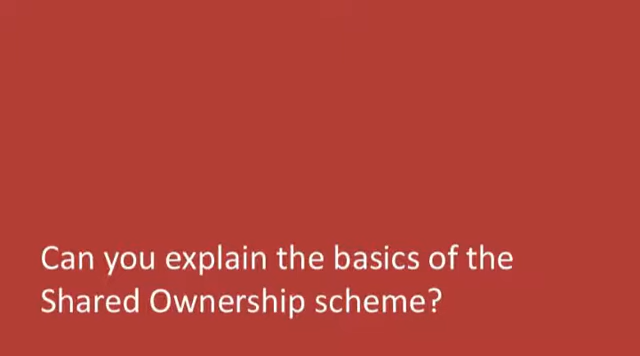 Can you explain the basics of the
Shared Ownership scheme?